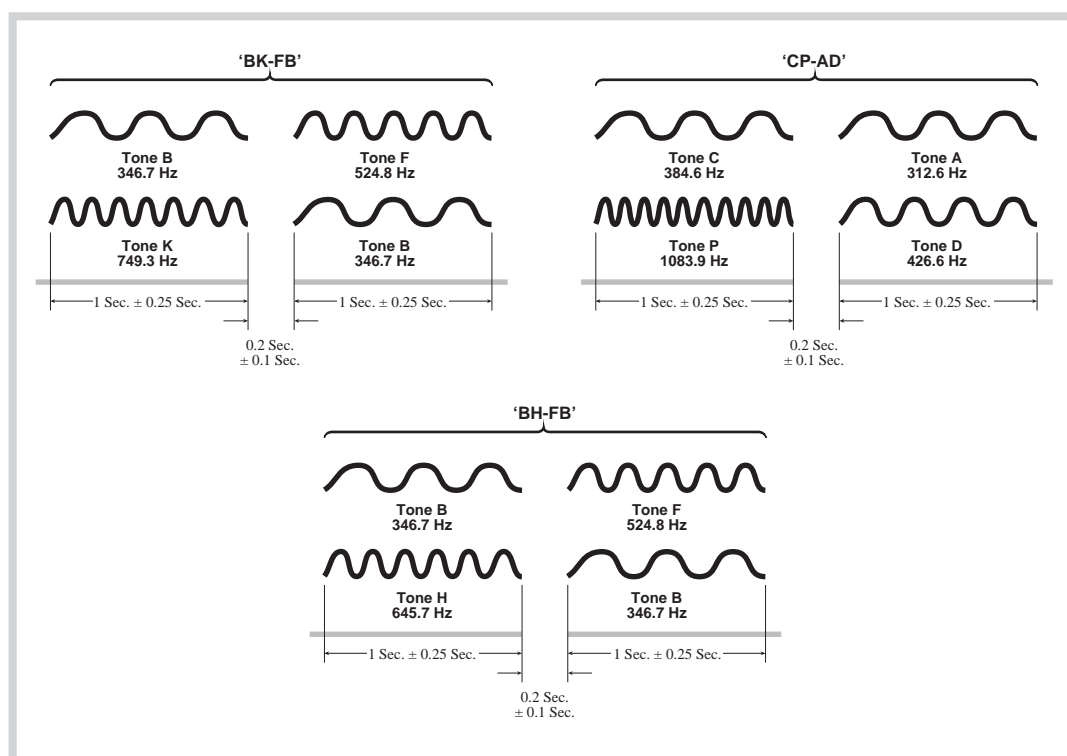 ‘BK-FB’
Tone B
346.7 Hz
Tone F
524.8 Hz
Tone K
749.3 Hz
Tone B
346.7 Hz
1 Sec. ± 0.25 Sec.
1 Sec. ± 0.25 Sec.
0.2 Sec.
± 0.1 Sec.
‘CP-AD’
Tone C
384.6 Hz
Tone A
312.6 Hz
Tone P
1083.9 Hz
Tone D
426.6 Hz
1 Sec. ± 0.25 Sec.
1 Sec. ± 0.25 Sec.
0.2 Sec.
± 0.1 Sec.
‘BH-FB’
Tone B
346.7 Hz
Tone F
524.8 Hz
Tone H
645.7 Hz
Tone B
346.7 Hz
1 Sec. ± 0.25 Sec.
1 Sec. ± 0.25 Sec.
0.2 Sec.
± 0.1 Sec.